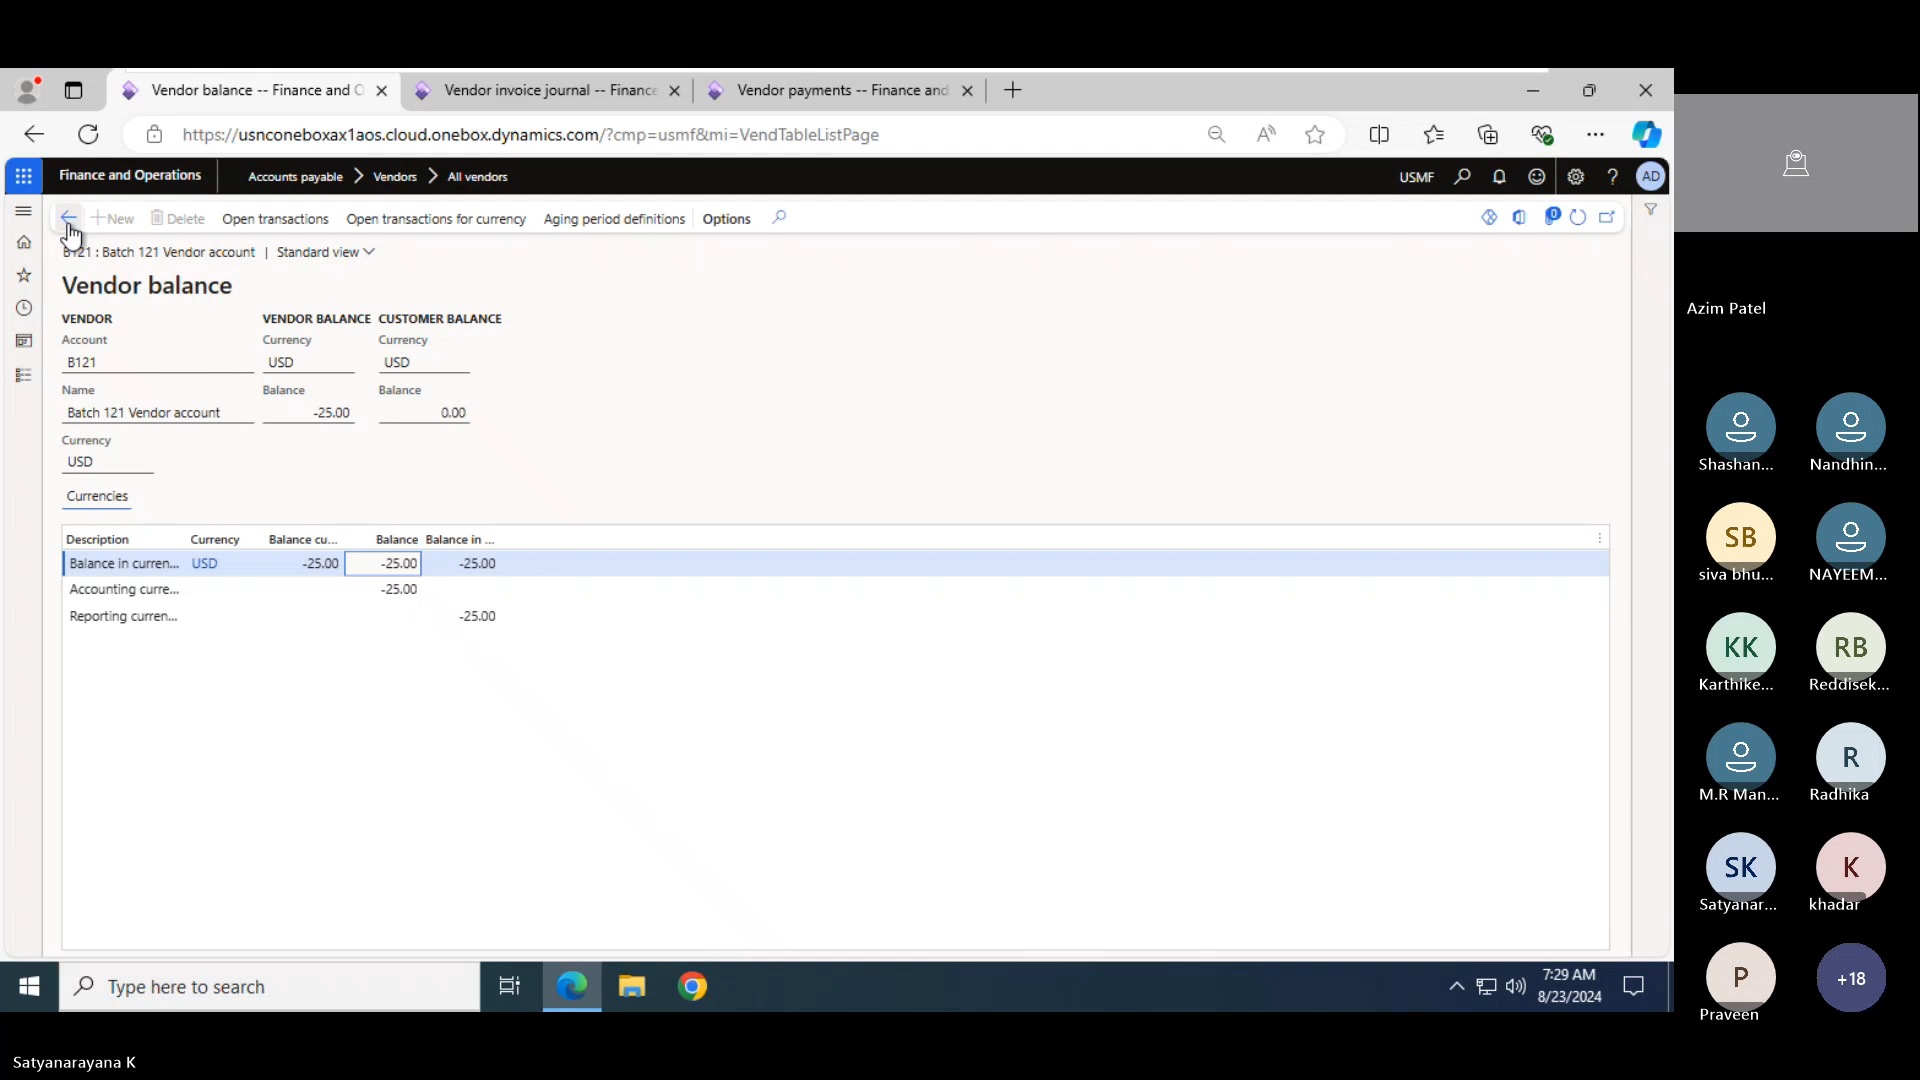 Vendor balance -- Finance and O
Vendor invoice journal -- Finance
Vendor payments -- Finance and
https://usnconeboxax1aos.cloud.onebox.dynamics.com/?cmp=usmf&mi=VendTableListPage
Finance and Operations
Accounts payable > Vendors > All vendors
USMF
AD
New
Delete
Open transactions
Open transactions for currency
Aging period definitions
Options
0
B121 : Batch 121 Vendor account | Standard view
Vendor balance
VENDOR VENDOR BALANCE CUSTOMER BALANCE
Account Currency Currency
B121 USD USD
Name Balance Balance
Batch 121 Vendor account -25.00 0.00
Currency
USD
Currencies
Description Currency Balance cu... Balance Balance in ...
Balance in curren... USD -25.00 -25.00 -25.00
Accounting curre... -25.00
Reporting curren... -25.00
Type here to search
7:29 AM
8/23/2024
Azim Patel
Shashan...
Nandhin...
SB
siva bhu...
NAYEEM...
KK
Karthike...
RB
Reddisek...
M.R Man...
R
Radhika
SK
Satyanar...
K
khadar
P
Praveen
+18
Satyanarayana K